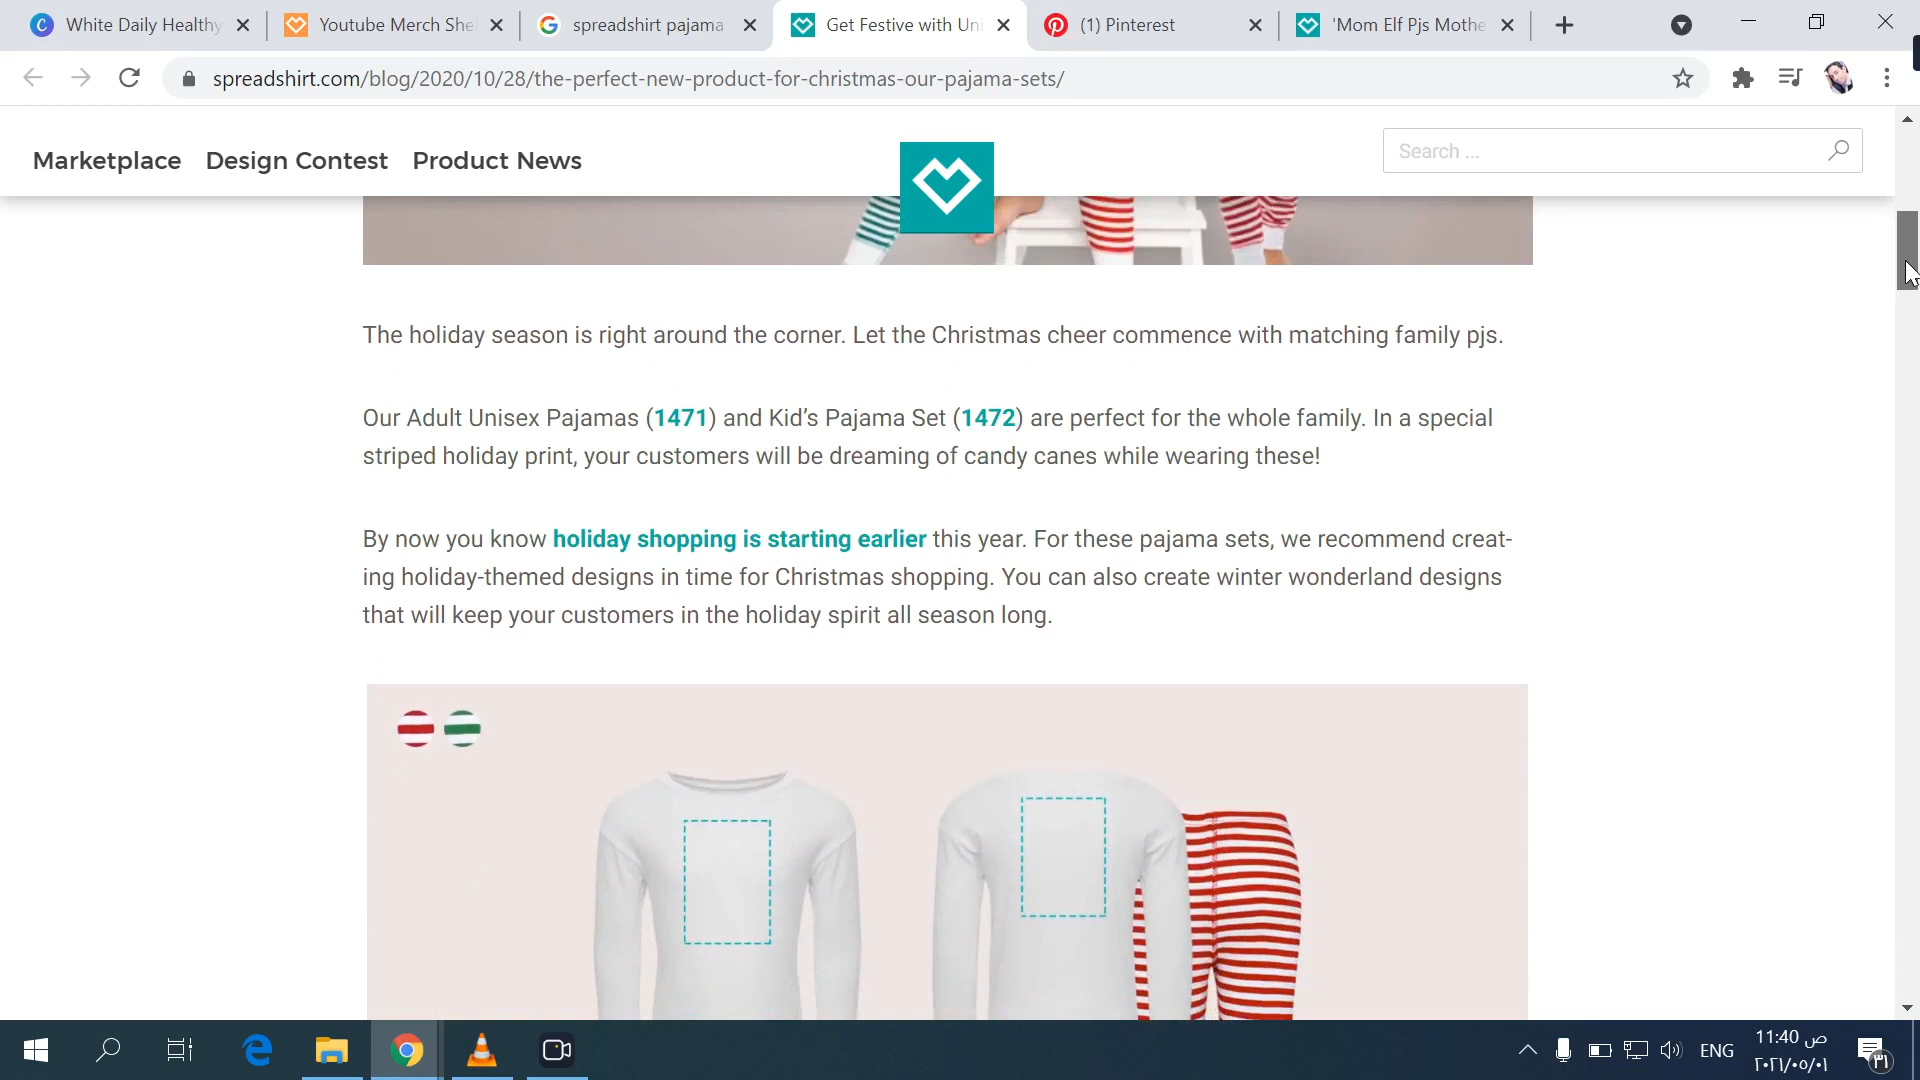 White Daily Healthy
Youtube Merch She
spreadshirt pajama
Get Festive with Uni
(1) Pinterest
'Mom Elf Pjs Mothe
spreadshirt.com/blog/2020/10/28/the-perfect-new-product-for-christmas-our-pajama-sets/
Marketplace
Design Contest
Product News
Search ...
The holiday season is right around the corner. Let the Christmas cheer commence with matching family pjs.
Our Adult Unisex Pajamas (1471) and Kid’s Pajama Set (1472) are perfect for the whole family. In a special
striped holiday print, your customers will be dreaming of candy canes while wearing these!
By now you know holiday shopping is starting earlier this year. For these pajama sets, we recommend creat-
ing holiday-themed designs in time for Christmas shopping. You can also create winter wonderland designs
that will keep your customers in the holiday spirit all season long.
ENG
11:40 ص
٢٠٢١/٠٥/٠١
٣١